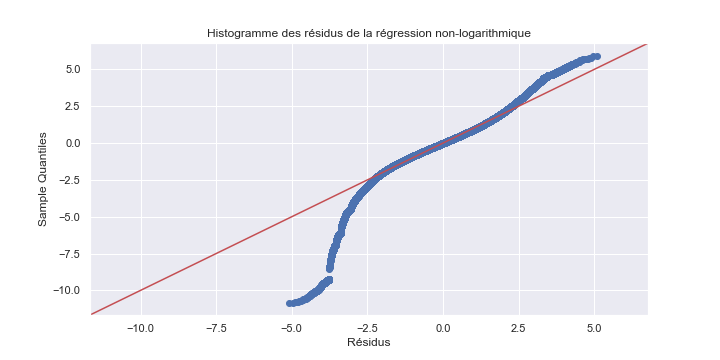 Histogramme des résidus de la régression non-logarithmique
5.0
2.5
0.0
−2.5
−5.0
−7.5
−10.0
Sample Quantiles
−10.0 −7.5 −5.0 −2.5 0.0 2.5 5.0
Résidus